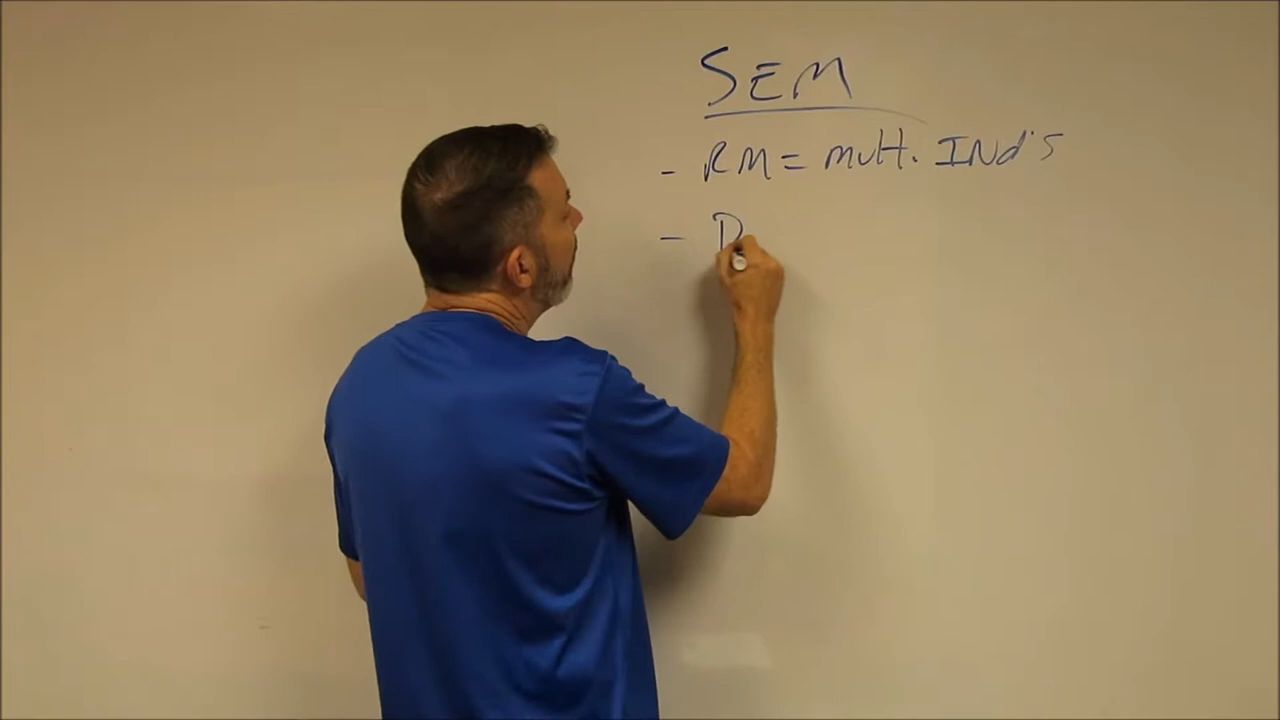 SEM
- RM = mult. INd's
- D